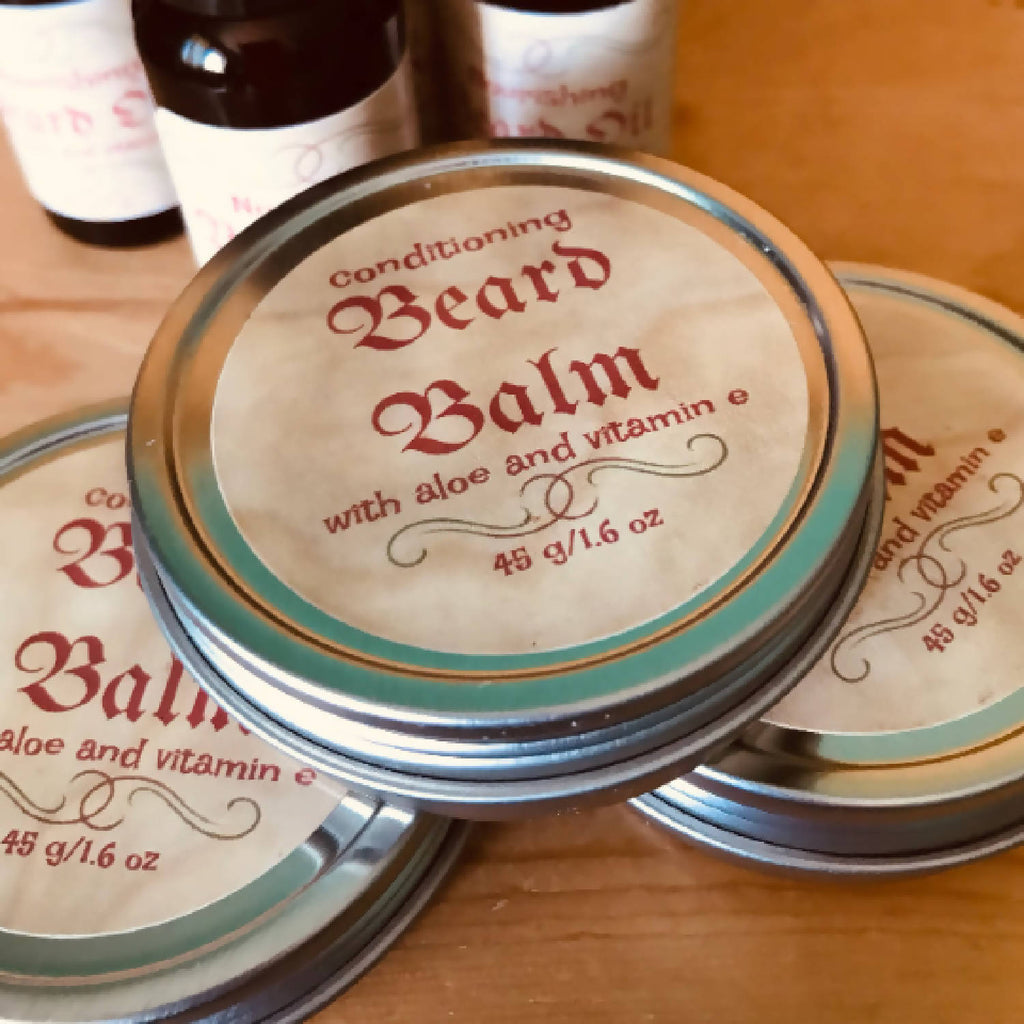 Conditioning
Beard
Balm
with aloe and vitamin e
45 g/1.6 oz
Balm
aloe and vitamin e
45 g/1.6 oz
and vitamin e
45 g/1.6 oz